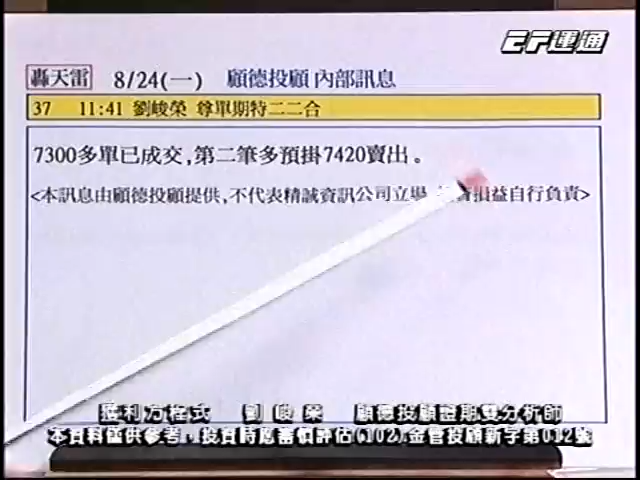 EF運通
轟天雷 8/24(一) 顧德投顧 內部訊息
37 11:41 劉峻榮 尊單期特二二合
7300多單已成交,第二筆多預掛7420賣出。
<本訊息由顧德投顧提供,不代表精誠資訊公司立場 損益自行負責>
獲利方程式 劉峻榮 顧德投顧證期雙分析師
本資料僅供參考,投資時應審慎評估(102)金管投顧新字第032號